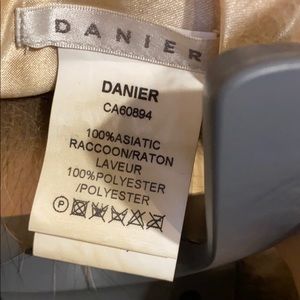 DANIER
DANIER
CA60894
100%ASIATIC
RACCOON/RATON
LAVEUR
100%POLYESTER
/POLYESTER
P